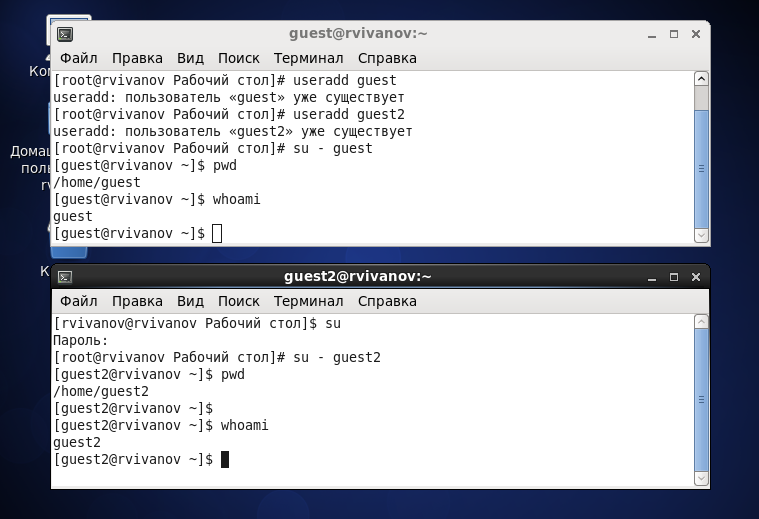 guest@rvivanov:~
Файл Правка Вид Поиск Терминал Справка
[root@rvivanov Рабочий стол]# useradd guest
useradd: пользователь «guest» уже существует
[root@rvivanov Рабочий стол]# useradd guest2
useradd: пользователь «guest2» уже существует
[root@rvivanov Рабочий стол]# su - guest
[guest@rvivanov ~]$ pwd
/home/guest
[guest@rvivanov ~]$ whoami
guest
[guest@rvivanov ~]$
guest2@rvivanov:~
Файл Правка Вид Поиск Терминал Справка
[rvivanov@rvivanov Рабочий стол]$ su
Пароль:
[root@rvivanov Рабочий стол]# su - guest2
[guest2@rvivanov ~]$ pwd
/home/guest2
[guest2@rvivanov ~]$
[guest2@rvivanov ~]$ whoami
guest2
[guest2@rvivanov ~]$